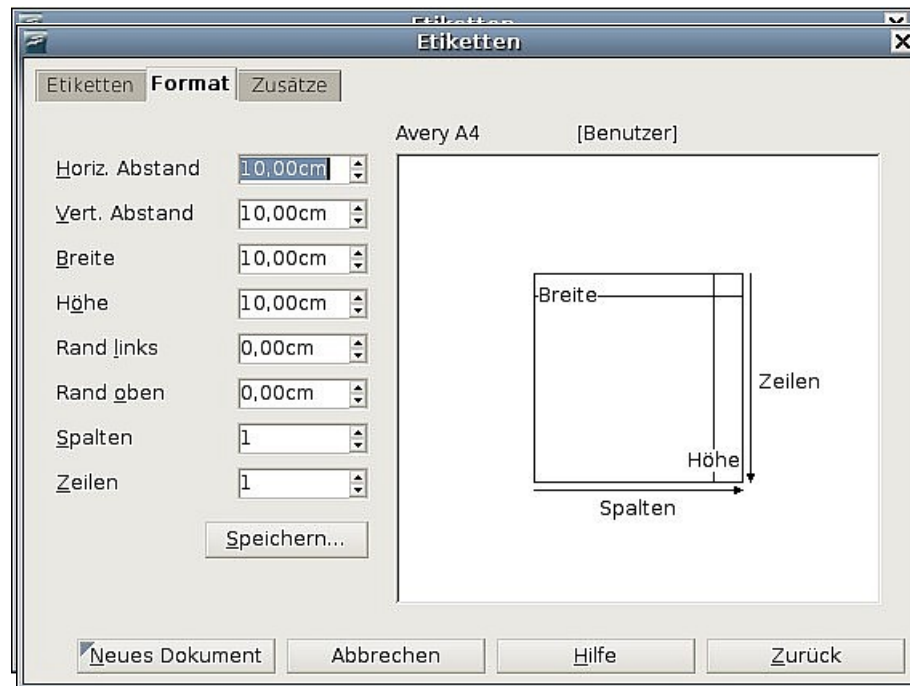 Etiketten
Etiketten
Etiketten Format Zusätze
Avery A4 [Benutzer]
Horiz. Abstand 10,00cm
Vert. Abstand 10,00cm
Breite 10,00cm
Höhe 10,00cm
Rand links 0,00cm
Rand oben 0,00cm
Spalten 1
Zeilen 1
Speichern...
Breite
Zeilen
Höhe
Spalten
Neues Dokument Abbrechen Hilfe Zurück